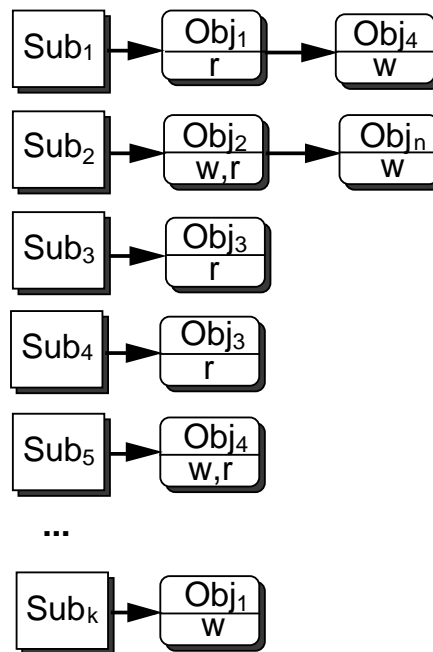 Sub₁ Obj₁ Obj₄
r w
Sub₂ Obj₂ Objₙ
w,r w
Sub₃ Obj₃
r
Sub₄ Obj₃
r
Sub₅ Obj₄
w,r
...
Subₖ Obj₁
w